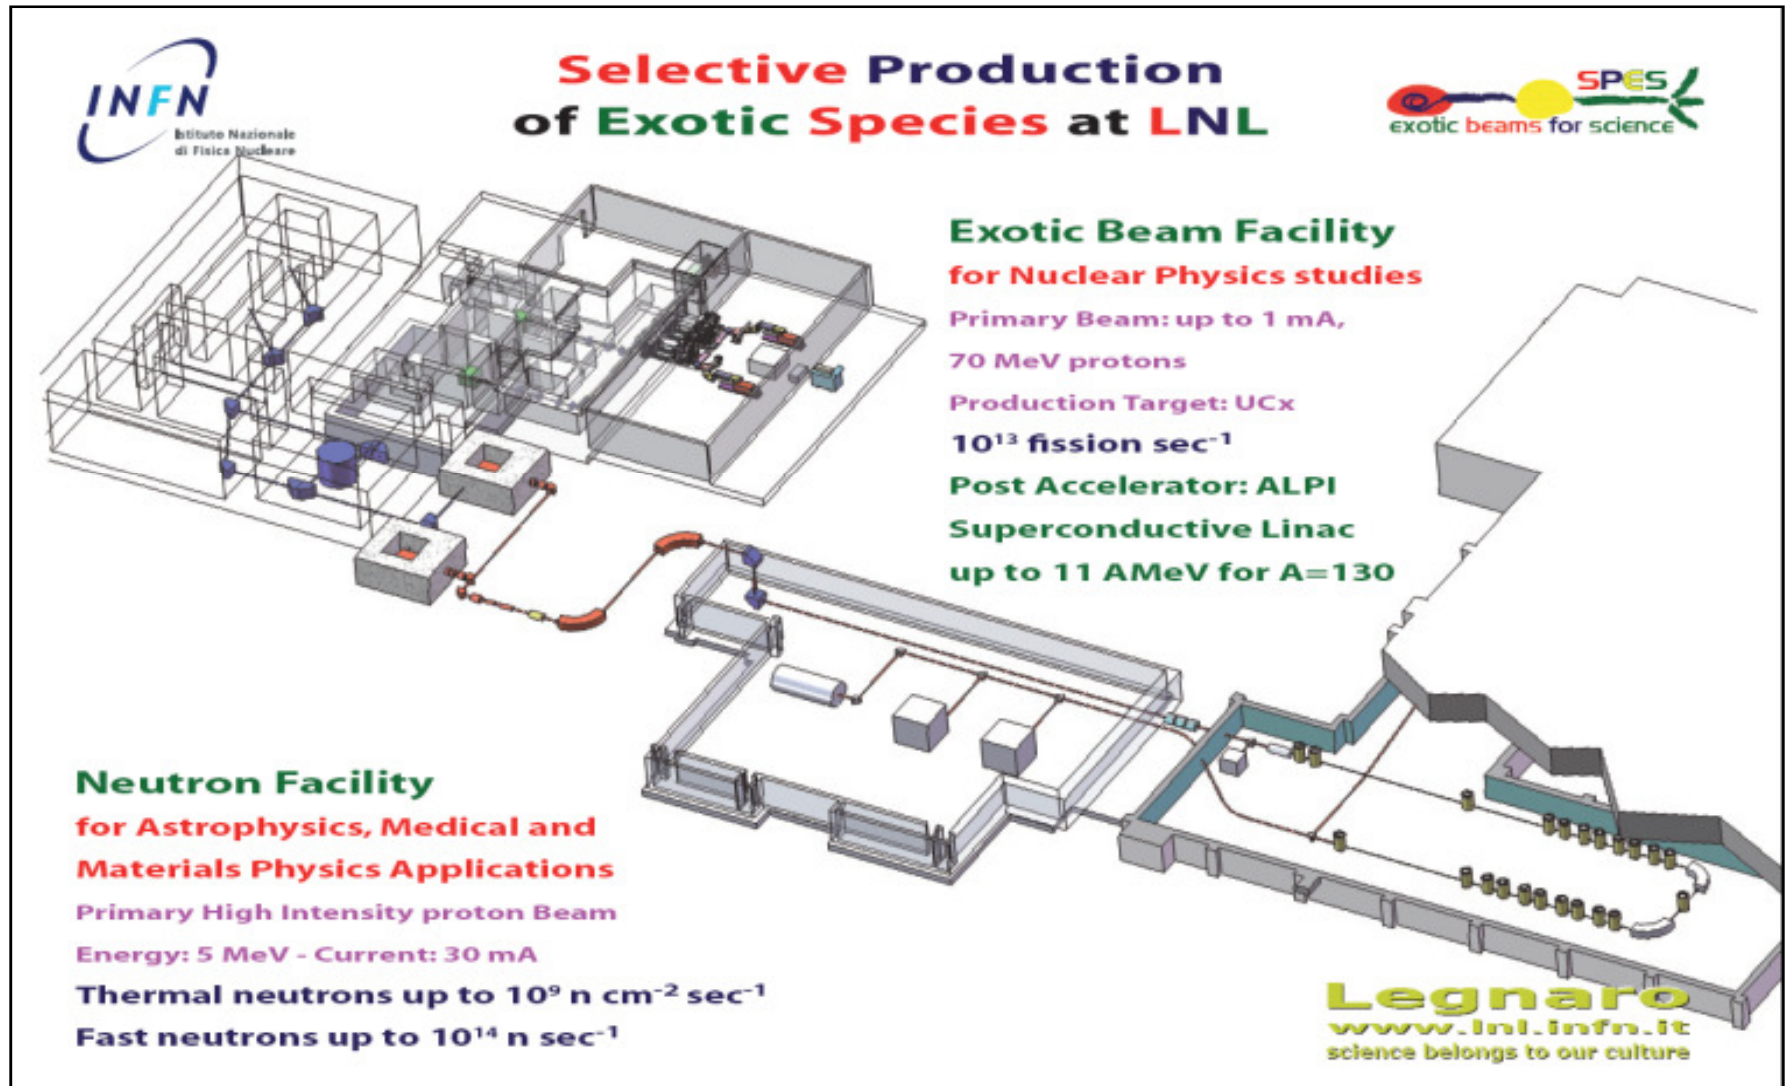 INFN
Istituto Nazionale
di Fisica Nucleare
Selective Production
of Exotic Species at LNL
SPES
exotic beams for science
Exotic Beam Facility
for Nuclear Physics studies
Primary Beam: up to 1 mA,
70 MeV protons
Production Target: UCx
10¹³ fission sec⁻¹
Post Accelerator: ALPI
Superconductive Linac
up to 11 AMeV for A=130
Neutron Facility
for Astrophysics, Medical and
Materials Physics Applications
Primary High Intensity proton Beam
Energy: 5 MeV - Current: 30 mA
Thermal neutrons up to 10⁹ n cm⁻² sec⁻¹
Fast neutrons up to 10¹⁴ n sec⁻¹
Legnaro
www.lnl.infn.it
science belongs to our culture